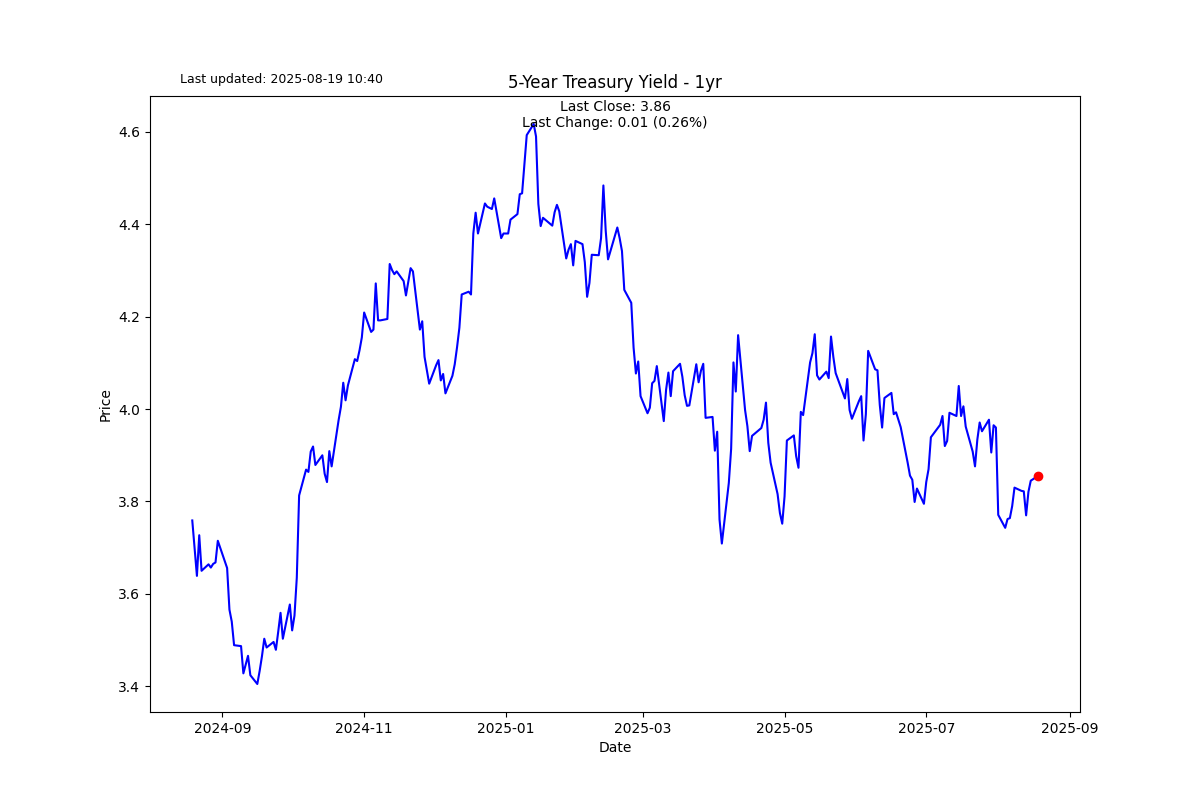 Last updated: 2025-08-19 10:40
5-Year Treasury Yield - 1yr
Last Close: 3.86
Last Change: 0.01 (0.26%)
4.6
4.4
4.2
4.0
3.8
3.6
3.4
Price
2024-09
2024-11
2025-01
2025-03
2025-05
2025-07
2025-09
Date